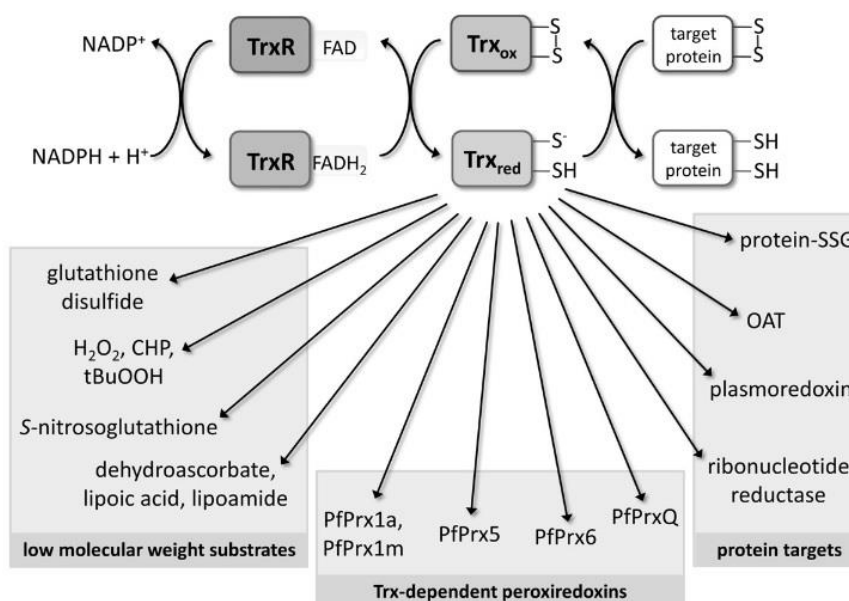 NADP⁺
TrxR FAD
Trxox
S
S
target
protein
S
S
NADPH + H⁺
TrxR FADH₂
Trxred
S⁻
SH
target
protein
SH
SH
glutathione
disulfide
H₂O₂, CHP,
tBuOOH
S-nitrosoglutathione
dehydroascorbate,
lipoic acid, lipoamide
low molecular weight substrates
PfPrx1a,
PfPrx1m
PfPrx5
PfPrx6
PfPrxQ
Trx-dependent peroxiredoxins
protein-SSG
OAT
plasmoredoxin
ribonucleotide
reductase
protein targets